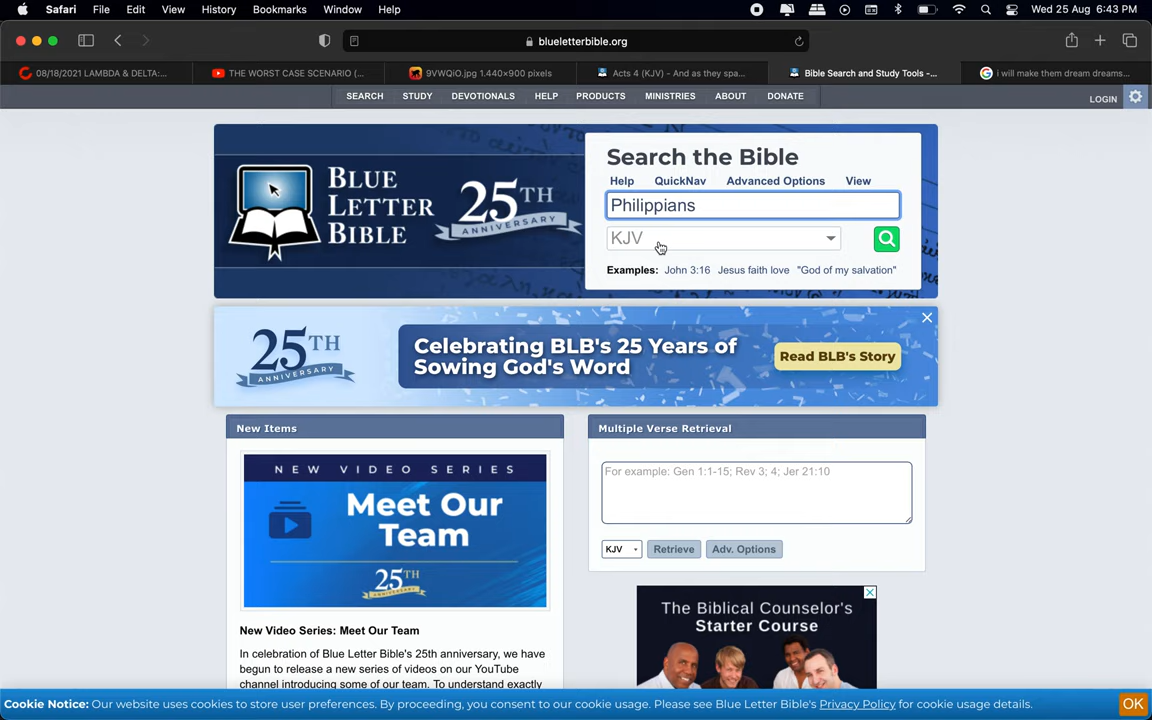 Safari File Edit View History Bookmarks Window Help Wed 25 Aug 6:43 PM
blueletterbible.org
08/18/2021 LAMBDA & DELTA:... THE WORST CASE SCENARIO (... 9VWQiO.jpg 1.440×900 pixels Acts 4 (KJV) - And as they spa... Bible Search and Study Tools -... i will make them dream dreams...
SEARCH STUDY DEVOTIONALS HELP PRODUCTS MINISTRIES ABOUT DONATE LOGIN
BLUE
LETTER
BIBLE
25TH
ANNIVERSARY
Search the Bible
Help QuickNav Advanced Options View
Philippians
KJV
Examples: John 3:16 Jesus faith love "God of my salvation"
25TH
ANNIVERSARY
Celebrating BLB's 25 Years of
Sowing God's Word
Read BLB's Story
New Items
NEW VIDEO SERIES
Meet Our
Team
25TH
ANNIVERSARY
New Video Series: Meet Our Team
In celebration of Blue Letter Bible's 25th anniversary, we have
begun to release a new series of videos on our YouTube
channel introducing some of our team. To understand exactly
Multiple Verse Retrieval
For example: Gen 1:1-15; Rev 3; 4; Jer 21:10
KJV Retrieve Adv. Options
The Biblical Counselor's
Starter Course
Cookie Notice: Our website uses cookies to store user preferences. By proceeding, you consent to our cookie usage. Please see Blue Letter Bible's Privacy Policy for cookie usage details. OK